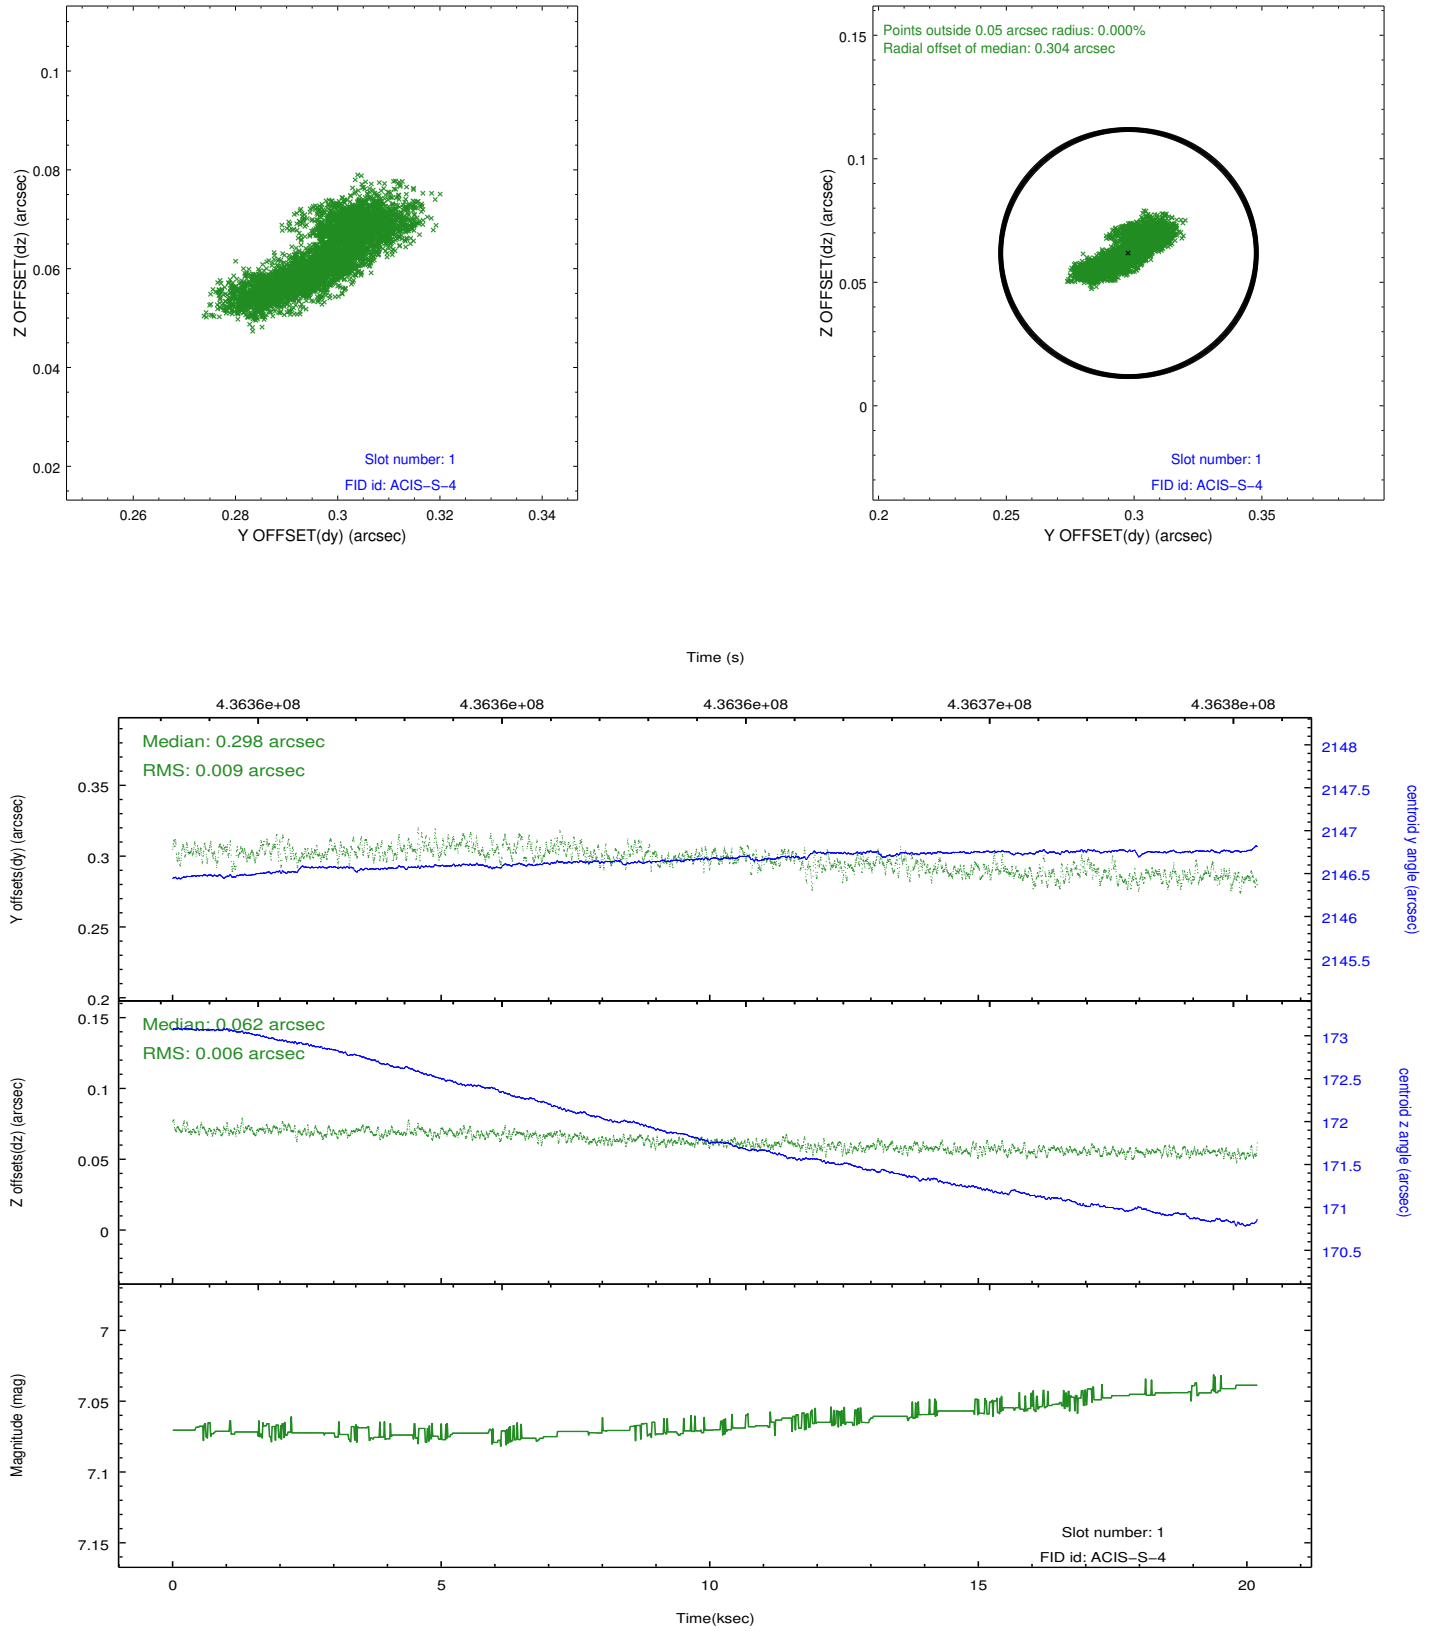 Points outside 0.05 arcsec radius: 0.000%
Radial offset of median: 0.304 arcsec
0.1
0.08
0.06
0.04
0.02
Z OFFSET(dz) (arcsec)
Slot number: 1
FID id: ACIS−S−4
0.26 0.28 0.3 0.32 0.34
Y OFFSET(dy) (arcsec)
0.15
0.1
0.05
0
Z OFFSET(dz) (arcsec)
Slot number: 1
FID id: ACIS−S−4
0.2 0.25 0.3 0.35
Y OFFSET(dy) (arcsec)
Time (s)
4.3636e+08 4.3636e+08 4.3636e+08 4.3637e+08 4.3638e+08
Median: 0.298 arcsec
RMS: 0.009 arcsec
0.35
0.3
0.25
0.2
Y offsets(dy) (arcsec)
2148
2147.5
2147
2146.5
2146
2145.5
centroid y angle (arcsec)
Median: 0.062 arcsec
RMS: 0.006 arcsec
0.15
0.1
0.05
0
Z offsets(dz) (arcsec)
173
172.5
172
171.5
171
170.5
centroid z angle (arcsec)
7
7.05
7.1
7.15
Magnitude (mag)
Slot number: 1
FID id: ACIS−S−4
0 5 10 15 20
Time(ksec)